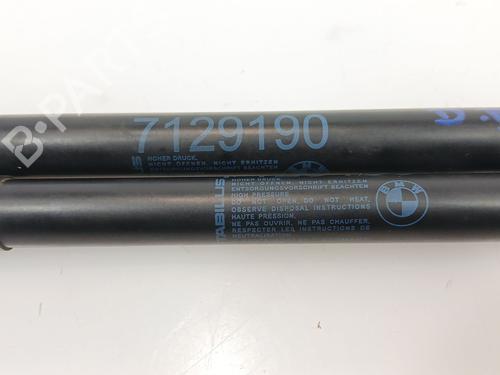 7129190
HOHER DRUCK,
NICHT ÖFFNEN, NICHT ERHITZEN
B-PARTS
STABILUS
HOHER DRUCK,
NICHT ÖFFNEN, NICHT ERHITZEN
ENTSORGUNGSVORSCHRIFT BEACHTEN
HIGH PRESSURE
DO NOT OPEN, DO NOT HEAT,
OBSERVE DISPOSAL INSTRUCTIONS
HAUTE PRESSION,
NE PAS OUVRIR, NE PAS CHAUFFER,
RESPECTER LES INSTRUCTIONS DE
NEUTRALISATION
BMW